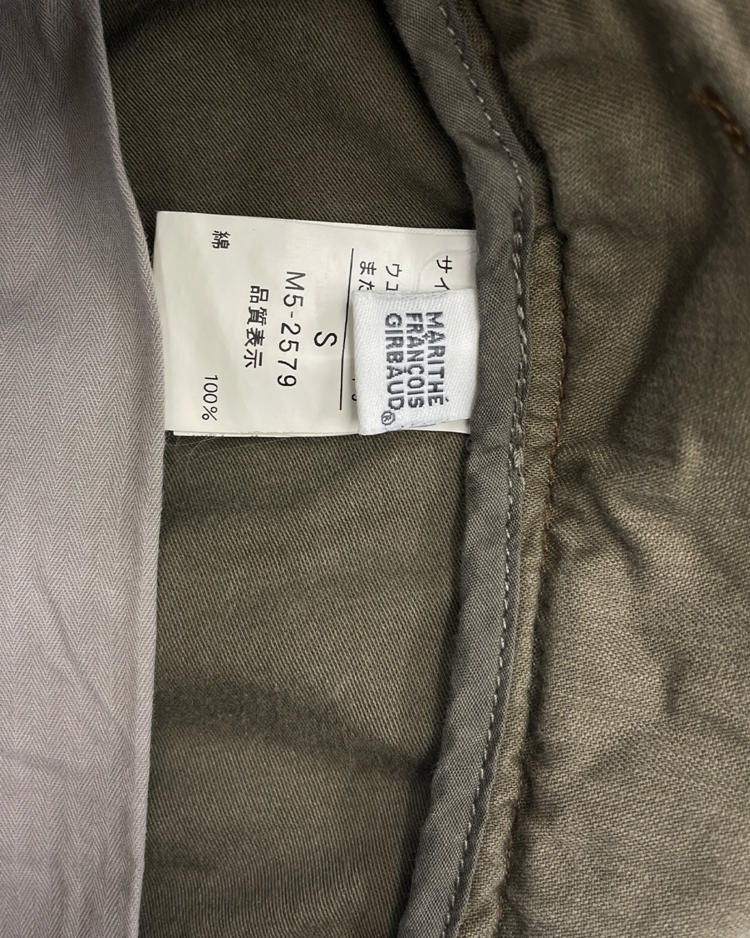 MARITHÉ
FRANÇOIS
GIRBAUD®
サイ
ウエ
また
S
M5-2579
品質表示
綿 100%